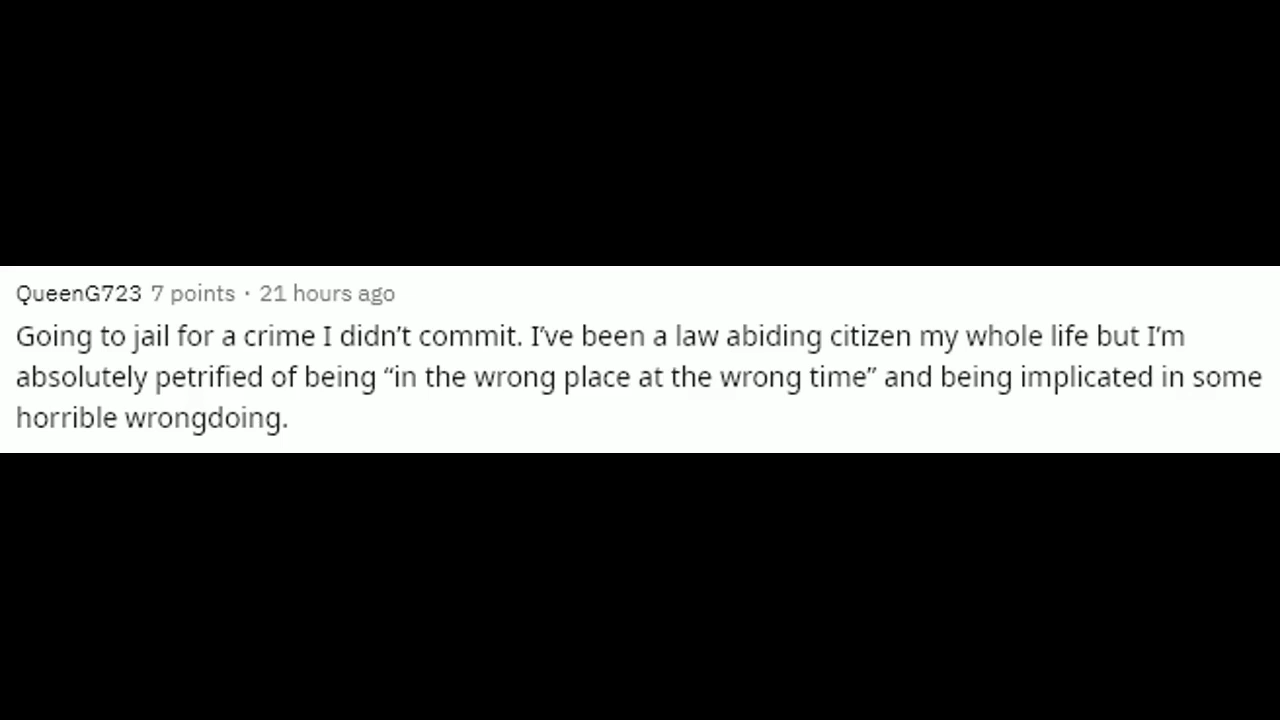 QueenG723 7 points · 21 hours ago
Going to jail for a crime I didn’t commit. I’ve been a law abiding citizen my whole life but I’m
absolutely petrified of being “in the wrong place at the wrong time” and being implicated in some
horrible wrongdoing.